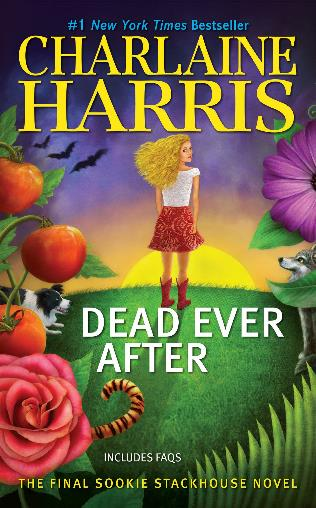 #1 New York Times Bestseller
CHARLAINE
HARRIS
DEAD EVER
AFTER
INCLUDES FAQS
THE FINAL SOOKIE STACKHOUSE NOVEL